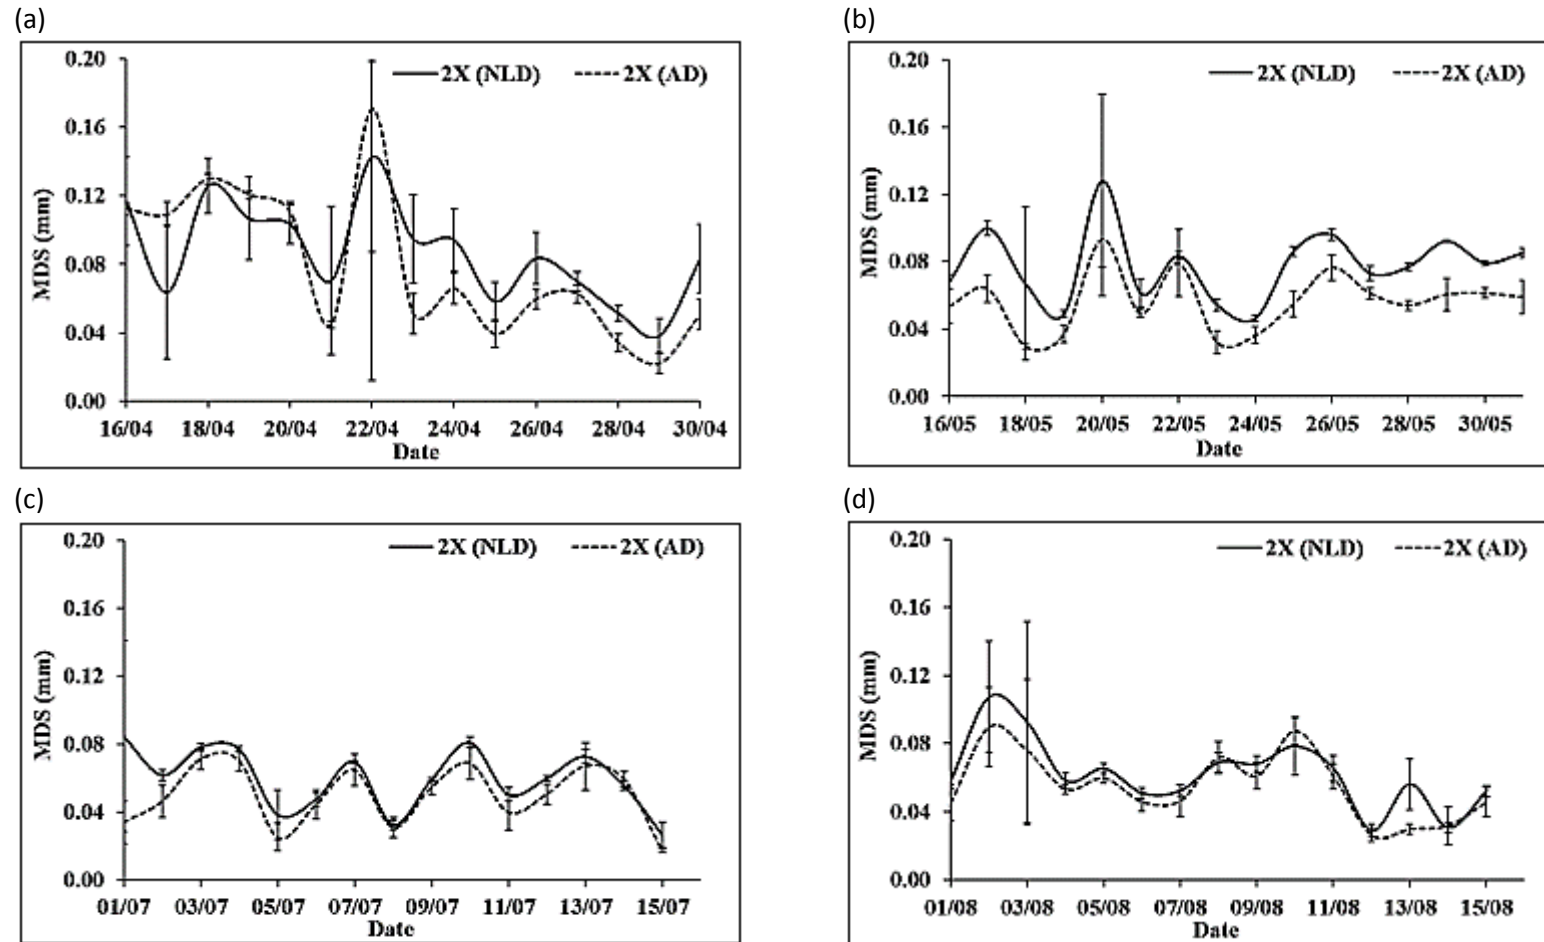 (a)
2X (NLD) 2X (AD)
0.20
0.16
0.12
0.08
0.04
0.00
MDS (mm)
16/04 18/04 20/04 22/04 24/04 26/04 28/04 30/04
Date
(b)
2X (NLD) 2X (AD)
0.20
0.16
0.12
0.08
0.04
0.00
MDS (mm)
16/05 18/05 20/05 22/05 24/05 26/05 28/05 30/05
Date
(c)
2X (NLD) 2X (AD)
0.20
0.16
0.12
0.08
0.04
0.00
MDS (mm)
01/07 03/07 05/07 07/07 09/07 11/07 13/07 15/07
Date
(d)
2X (NLD) 2X (AD)
0.20
0.16
0.12
0.08
0.04
0.00
MDS (mm)
01/08 03/08 05/08 07/08 09/08 11/08 13/08 15/08
Date